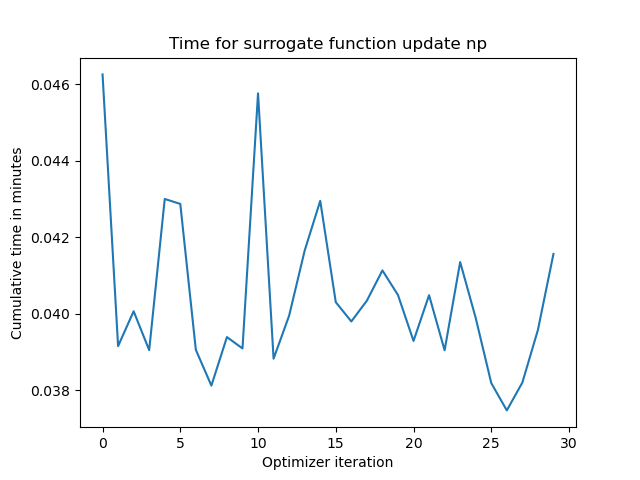 Time for surrogate function update np
Cumulative time in minutes
0.046
0.044
0.042
0.040
0.038
0 5 10 15 20 25 30
Optimizer iteration